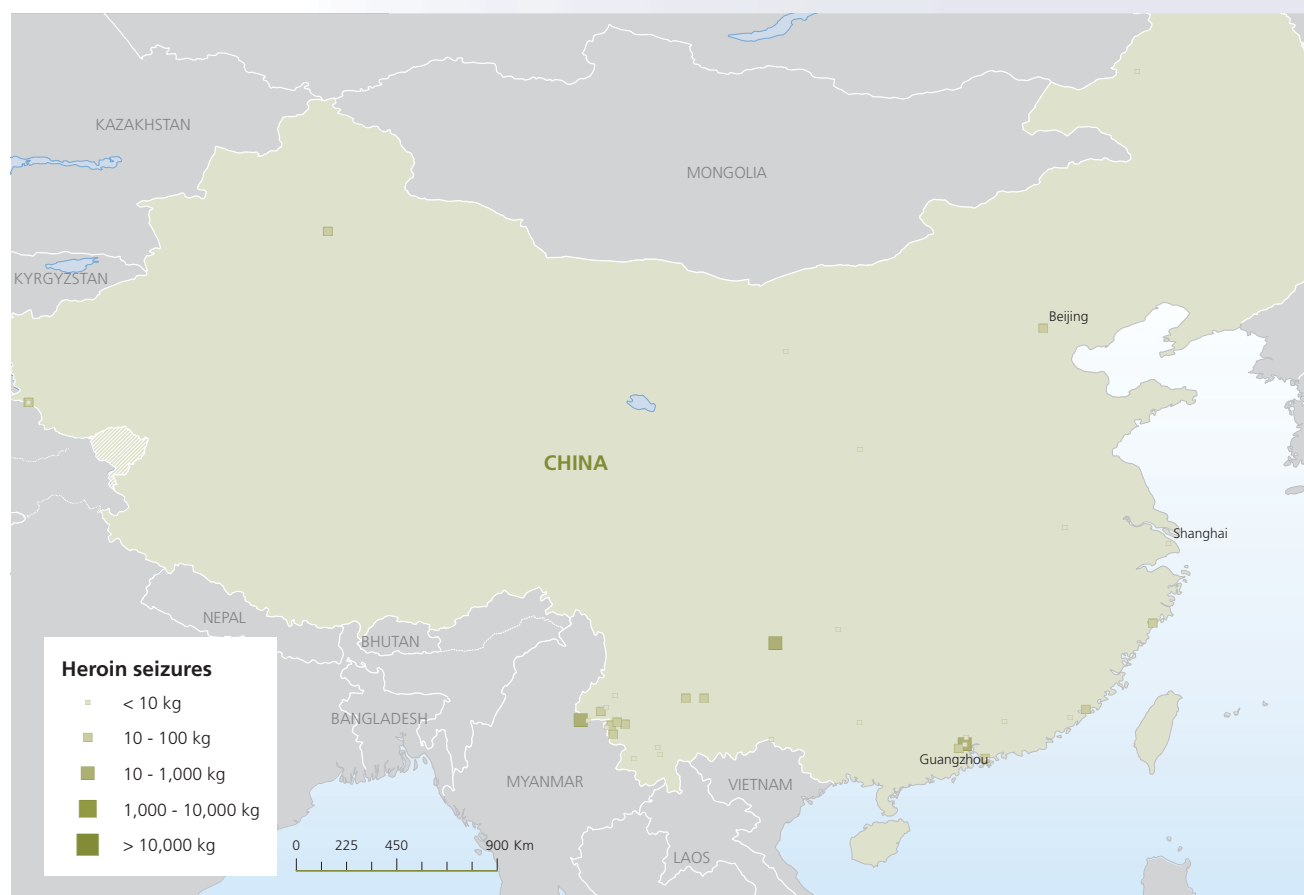 KAZAKHSTAN
MONGOLIA
KYRGYZSTAN
Beijing
CHINA
Shanghai
NEPAL
BHUTAN
BANGLADESH
MYANMAR
Guangzhou
VIETNAM
LAOS
Heroin seizures
< 10 kg
10 - 100 kg
10 - 1,000 kg
1,000 - 10,000 kg
> 10,000 kg
0 225 450 900 Km